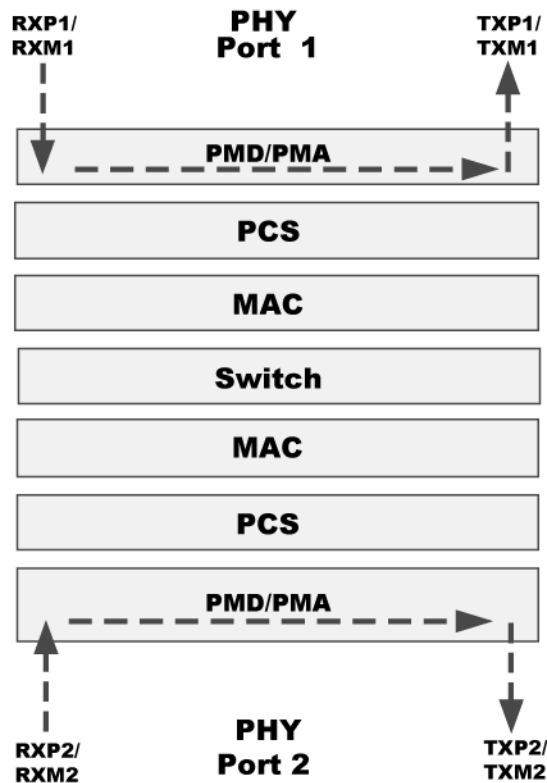 RXP1/
RXM1
PHY
Port 1
TXP1/
TXM1
PMD/PMA
PCS
MAC
Switch
MAC
PCS
PMD/PMA
RXP2/
RXM2
PHY
Port 2
TXP2/
TXM2